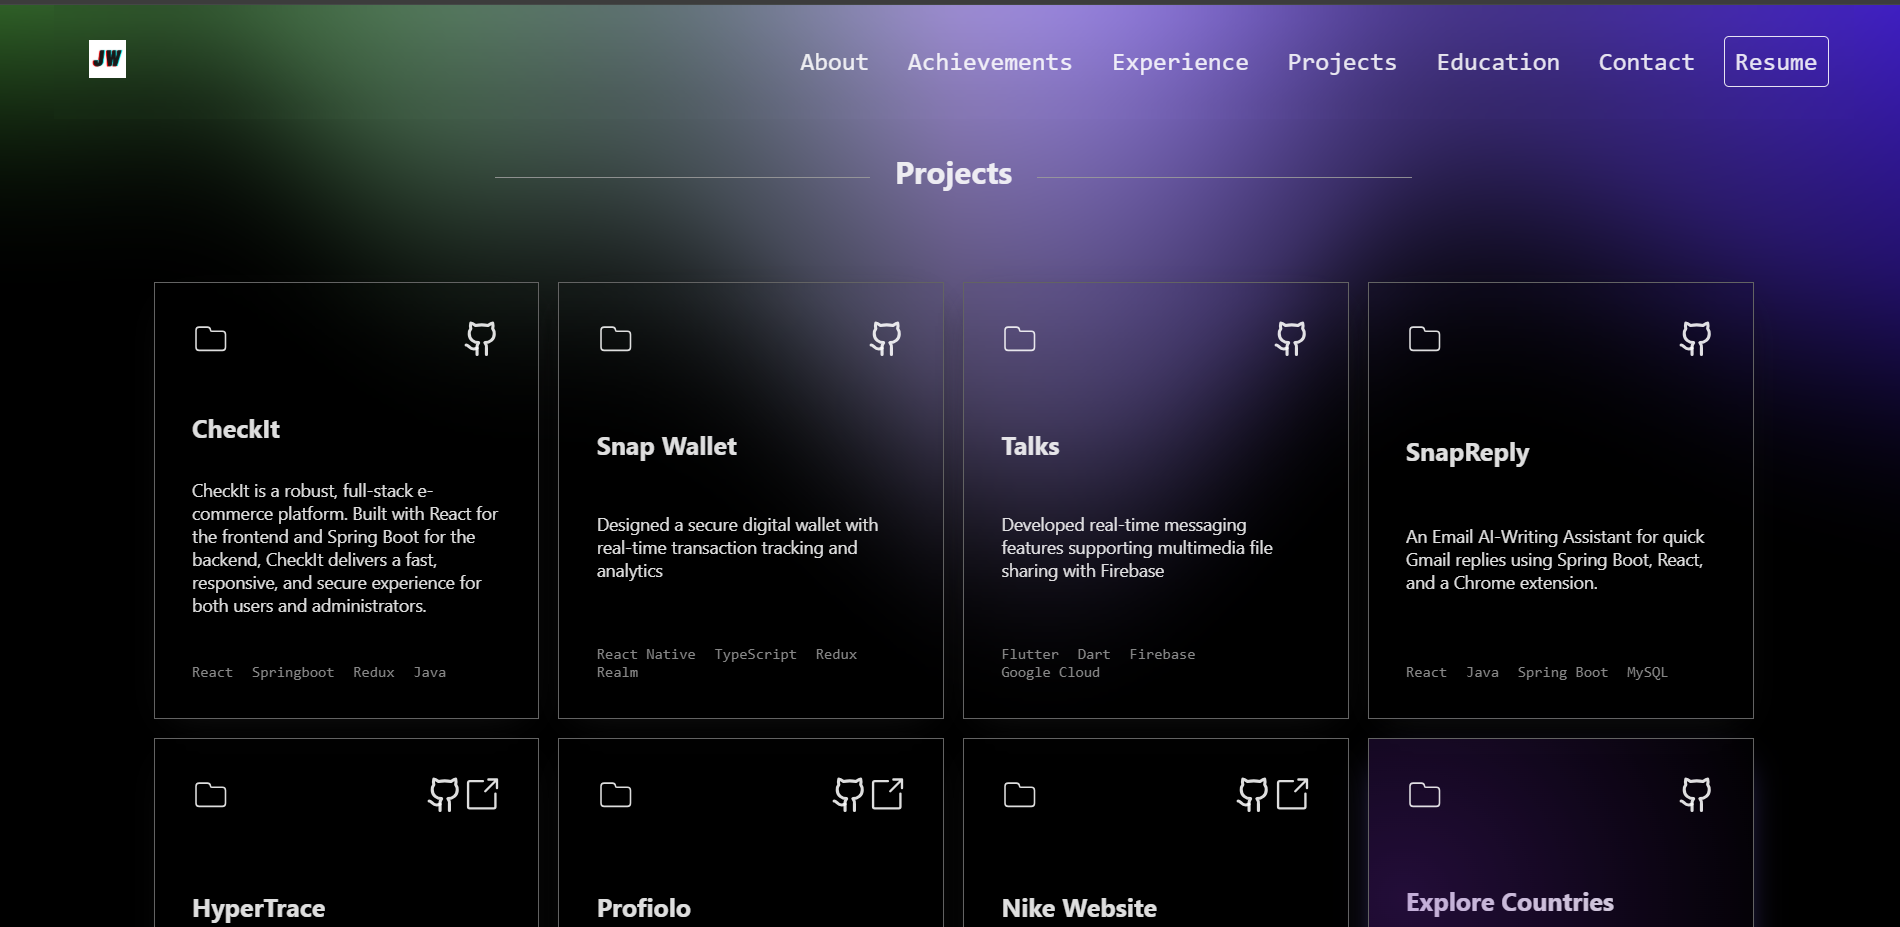 JW
About Achievements Experience Projects Education Contact Resume
Projects
CheckIt
CheckIt is a robust, full-stack e-
commerce platform. Built with React for
the frontend and Spring Boot for the
backend, CheckIt delivers a fast,
responsive, and secure experience for
both users and administrators.
React Springboot Redux Java
Snap Wallet
Designed a secure digital wallet with
real-time transaction tracking and
analytics
React Native TypeScript Redux
Realm
Talks
Developed real-time messaging
features supporting multimedia file
sharing with Firebase
Flutter Dart Firebase
Google Cloud
SnapReply
An Email AI-Writing Assistant for quick
Gmail replies using Spring Boot, React,
and a Chrome extension.
React Java Spring Boot MySQL
HyperTrace
Profiolo
Nike Website
Explore Countries